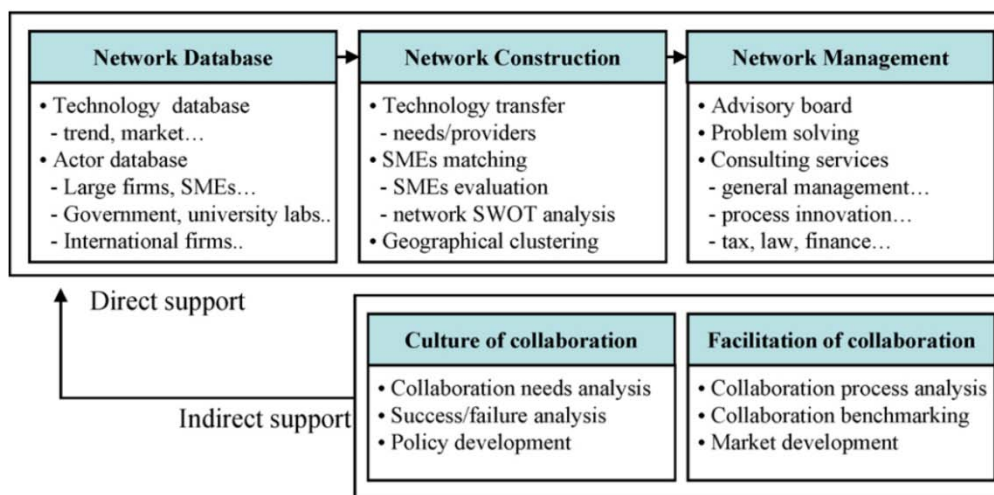 Network Database
• Technology database
- trend, market…
• Actor database
- Large firms, SMEs…
- Government, university labs..
- International firms..
Network Construction
• Technology transfer
- needs/providers
• SMEs matching
- SMEs evaluation
- network SWOT analysis
• Geographical clustering
Network Management
• Advisory board
• Problem solving
• Consulting services
- general management…
- process innovation…
- tax, law, finance…
Direct support
Indirect support
Culture of collaboration
• Collaboration needs analysis
• Success/failure analysis
• Policy development
Facilitation of collaboration
• Collaboration process analysis
• Collaboration benchmarking
• Market development